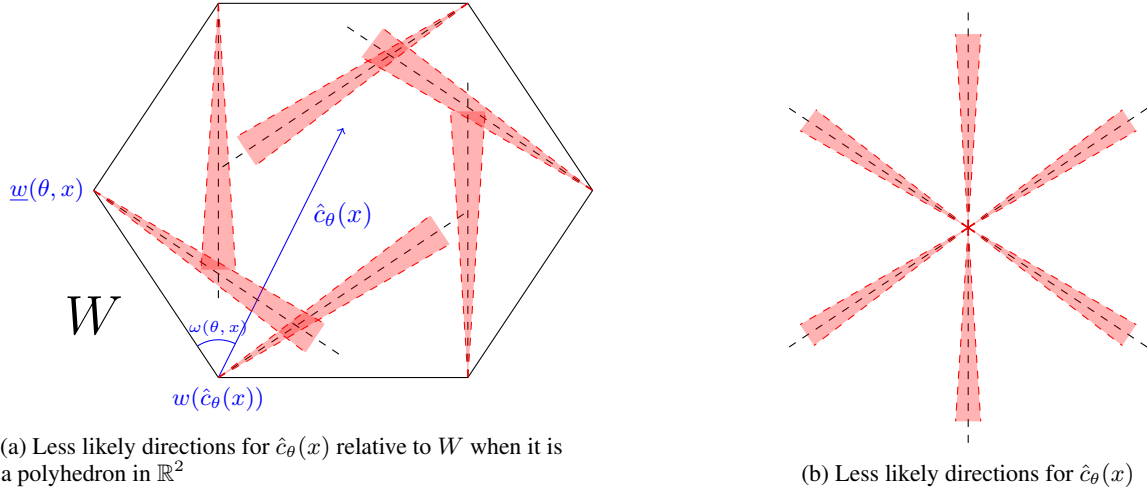 w̲(θ, x)
ĉ_θ(x)
W
ω(θ, x)
w(ĉ_θ(x))
(a) Less likely directions for ĉ_θ(x) relative to W when it is
a polyhedron in ℝ²
(b) Less likely directions for ĉ_θ(x)